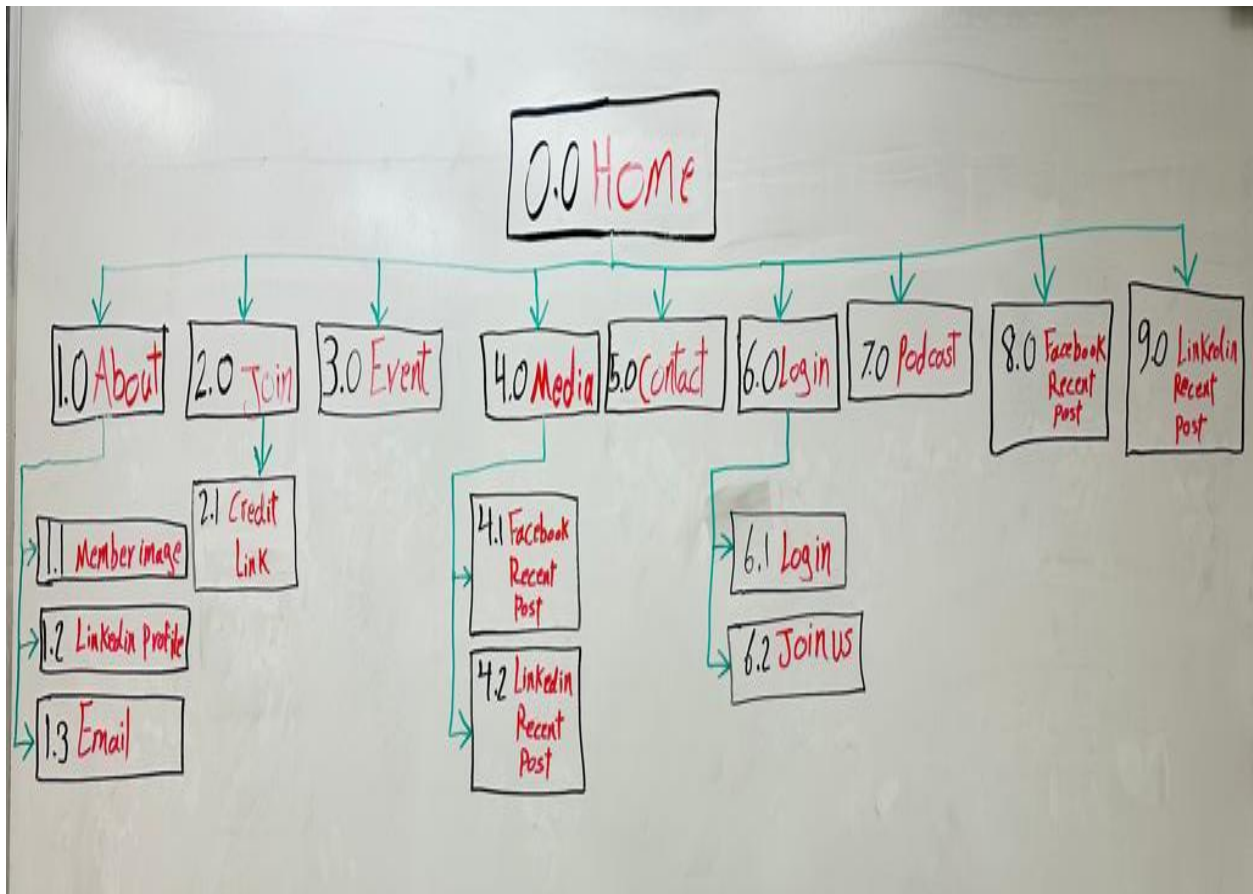 0.0 Home
1.0 About
2.0 Join
3.0 Event
4.0 Media
5.0 Contact
6.0 Login
7.0 Podcast
8.0 Facebook
Recent
Post
9.0 Linkedin
Recent
Post
1.1 Member image
1.2 Linkedin Profile
1.3 Email
2.1 Credit
Link
4.1 Facebook
Recent
Post
4.2 Linkedin
Recent
Post
6.1 Login
6.2 Join us